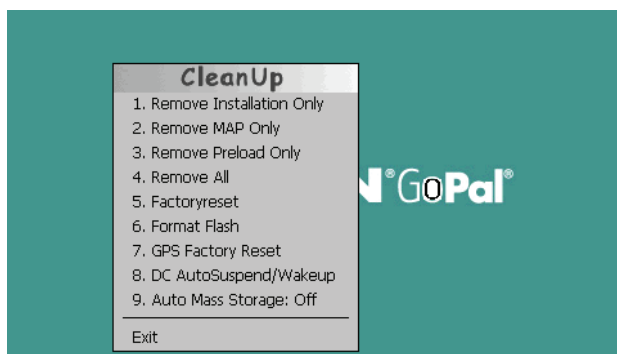 CleanUp
1. Remove Installation Only
2. Remove MAP Only
3. Remove Preload Only
4. Remove All
5. Factoryreset
6. Format Flash
7. GPS Factory Reset
8. DC AutoSuspend/Wakeup
9. Auto Mass Storage: Off
Exit
N® GoPal®